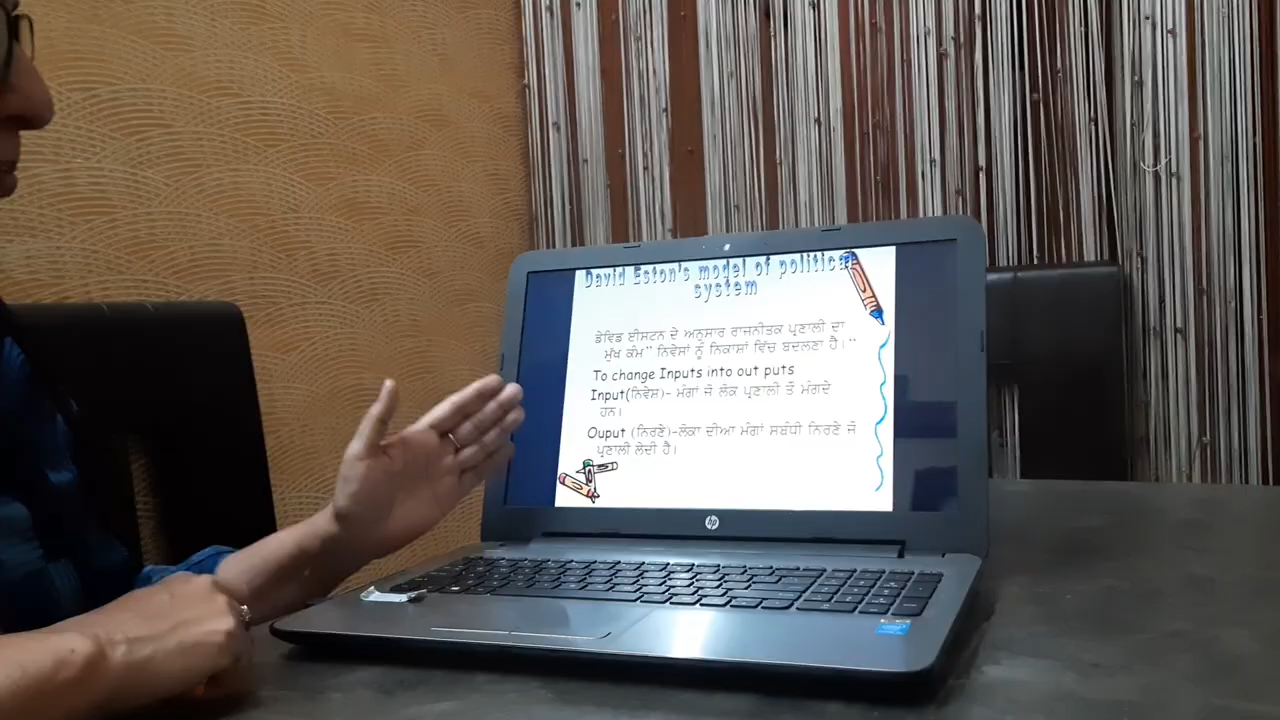 David Eston's model of political
system
ਡੇਵਿਡ ਈਸਟਨ ਦੇ ਅਨੁਸਾਰ ਰਾਜਨੀਤਕ ਪ੍ਰਣਾਲੀ ਦਾ
ਮੁੱਖ ਕੰਮ" ਨਿਵੇਸਾਂ ਨੂੰ ਨਿਕਾਸ਼ਾਂ ਵਿੱਚ ਬਦਲਣਾ ਹੈ।"
To change Inputs into out puts
Input(ਨਿਵੇਸ਼)- ਮੰਗਾਂ ਜੋ ਲੋਕ ਪ੍ਰਣਾਲੀ ਤੋਂ ਮੰਗਦੇ
ਹਨ।
Ouput (ਨਿਰਣੇ)-ਲੋਕਾ ਦੀਆ ਮੰਗਾਂ ਸਬੰਧੀ ਨਿਰਣੇ ਜੋ
ਪ੍ਰਣਾਲੀ ਲੇਂਦੀ ਹੈ।
hp